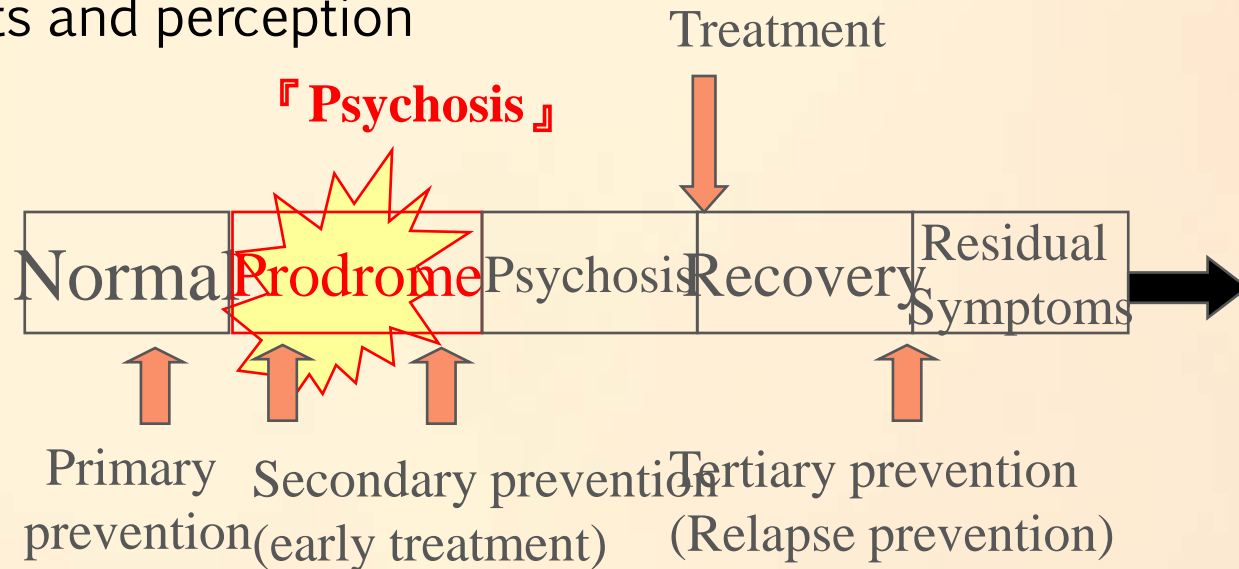 ts and perception
Treatment
『Psychosis』
Normal
Prodrome
Psychosis
Recovery
Residual
Symptoms
Primary
prevention
Secondary prevention
(early treatment)
Tertiary prevention
(Relapse prevention)